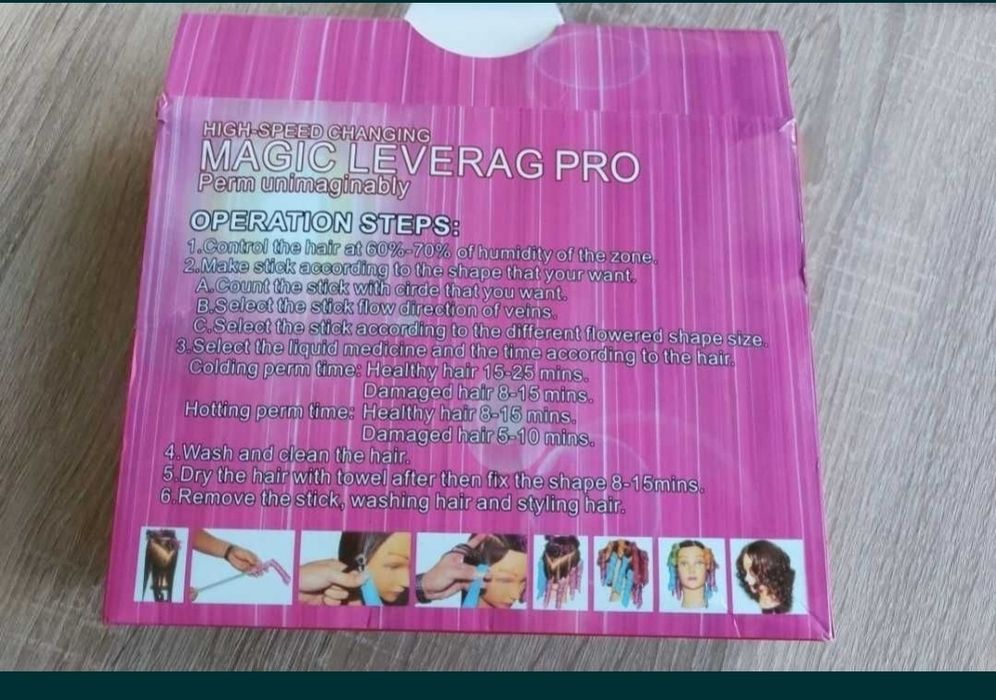 HIGH-SPEED CHANGING
MAGIC LEVERAG PRO
Perm unimaginably
OPERATION STEPS:
1.Control the hair at 60%-70% of humidity of the zone.
2.Make stick according to the shape that your want.
A.Count the stick with cirde that you want.
B.Select the stick flow direction of veins.
C.Select the stick according to the different flowered shape size.
3.Select the liquid medicine and the time according to the hair.
Colding perm time: Healthy hair 15-25 mins.
Damaged hair 8-15 mins.
Hotting perm time: Healthy hair 8-15 mins.
Damaged hair 5-10 mins.
4.Wash and clean the hair.
5.Dry the hair with towel after then fix the shape 8-15mins.
6.Remove the stick, washing hair and styling hair.